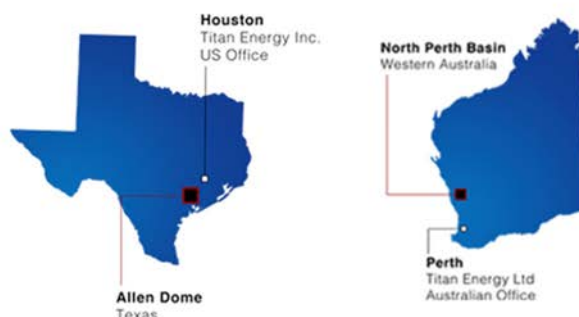 Houston
Titan Energy Inc.
US Office
Allen Dome
Texas
North Perth Basin
Western Australia
Perth
Titan Energy Ltd
Australian Office